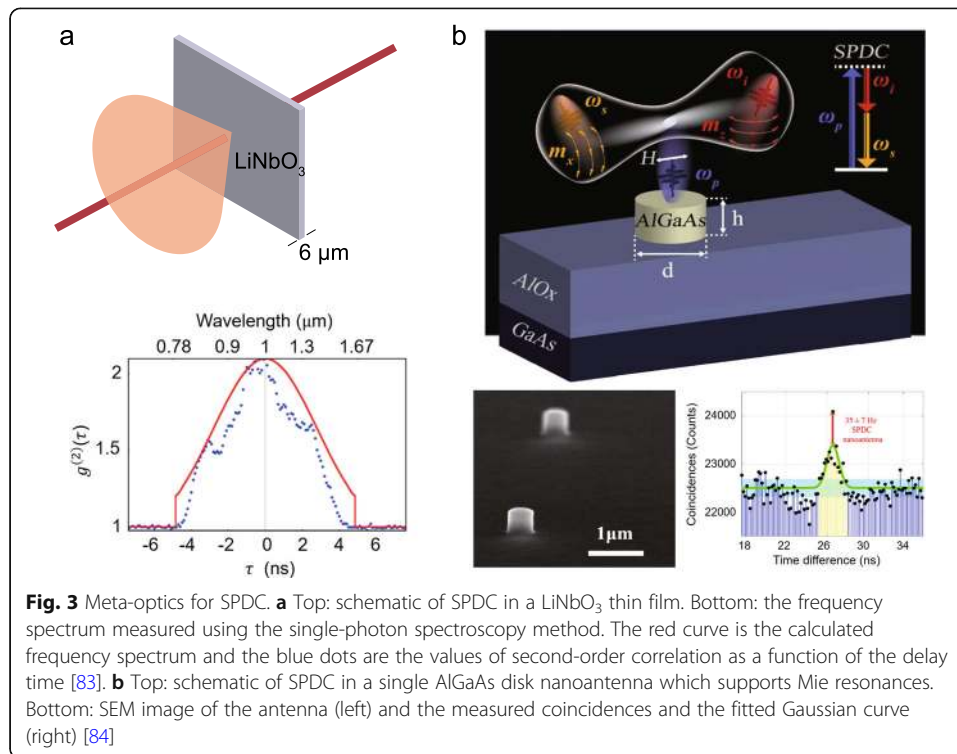 a
LiNbO₃
6 μm
Wavelength (μm)
0.78 0.9 1 1.3 1.67
2
1.5
1
g⁽²⁾(τ)
-6 -4 -2 0 2 4 6
τ (ns)
b
SPDC
ωₚ
ωᵢ
ωₛ
ωₛ
ωᵢ
mₓ
H
ωₚ
AlGaAs
h
d
AlOx
GaAs
1μm
24000
23000
22000
Coincidences (Counts)
35 ± 7 Hz
SPDC
nanoantenna
18 22 26 30 34
Time difference (ns)
Fig. 3 Meta-optics for SPDC. a Top: schematic of SPDC in a LiNbO₃ thin film. Bottom: the frequency
spectrum measured using the single-photon spectroscopy method. The red curve is the calculated
frequency spectrum and the blue dots are the values of second-order correlation as a function of the delay
time [83]. b Top: schematic of SPDC in a single AlGaAs disk nanoantenna which supports Mie resonances.
Bottom: SEM image of the antenna (left) and the measured coincidences and the fitted Gaussian curve
(right) [84]